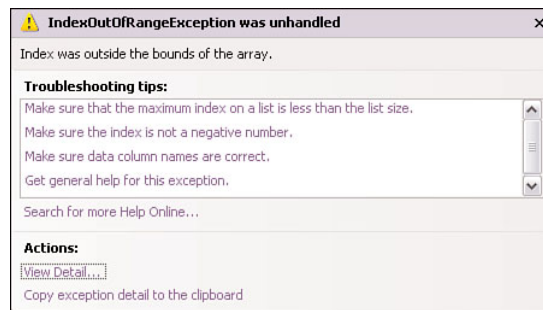 IndexOutOfRangeException was unhandled
Index was outside the bounds of the array.
Troubleshooting tips:
Make sure that the maximum index on a list is less than the list size.
Make sure the index is not a negative number.
Make sure data column names are correct.
Get general help for this exception.
Search for more Help Online...
Actions:
View Detail...
Copy exception detail to the clipboard